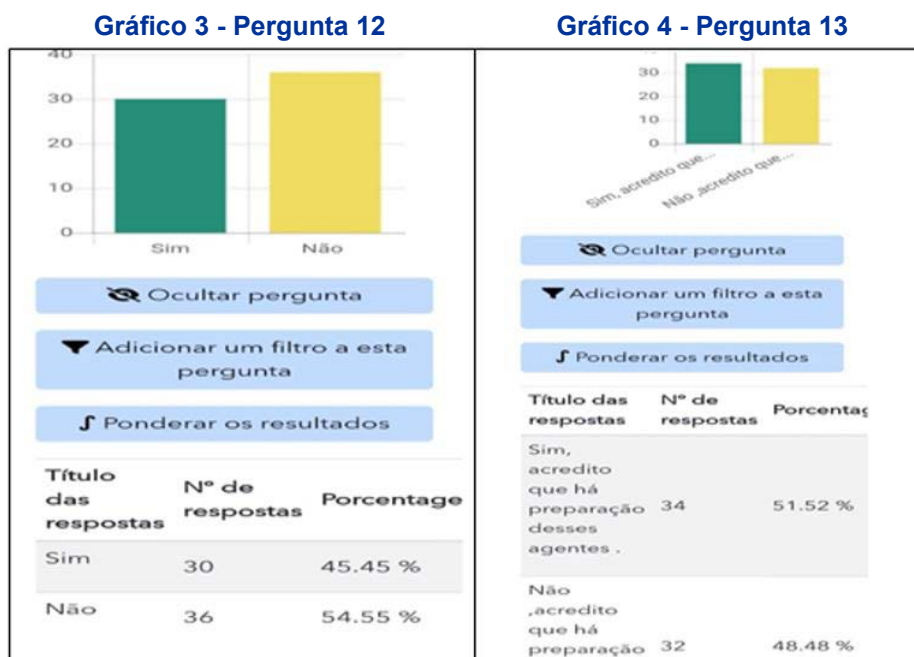 Gráfico 3 - Pergunta 12
40
30
20
10
0
Sim
Não
Ocultar pergunta
Adicionar um filtro a esta
pergunta
Ponderar os resultados
Título
das
respostas
Nº de
respostas
Porcentage
Sim
30
45.45 %
Não
36
54.55 %
Gráfico 4 - Pergunta 13
30
20
10
0
Sim, acredito que...
Não ,acredito que...
Ocultar pergunta
Adicionar um filtro a esta
pergunta
Ponderar os resultados
Título das
respostas
Nº de
respostas
Porcentag
Sim,
acredito
que há
preparação
desses
agentes .
34
51.52 %
Não
,acredito
que há
preparação
32
48.48 %